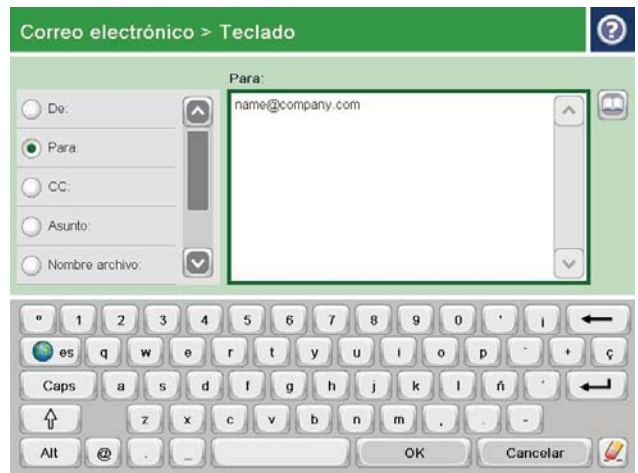 Correo electrónico > Teclado
?
Para:
name@company.com
De:
Para:
CC:
Asunto:
Nombre archivo:
º 1 2 3 4 5 6 7 8 9 0 ' ¡
es q w e r t y u i o p ` + ç
Caps a s d f g h j k l ñ ´
z x c v b n m , . -
Alt @ . _ OK Cancelar